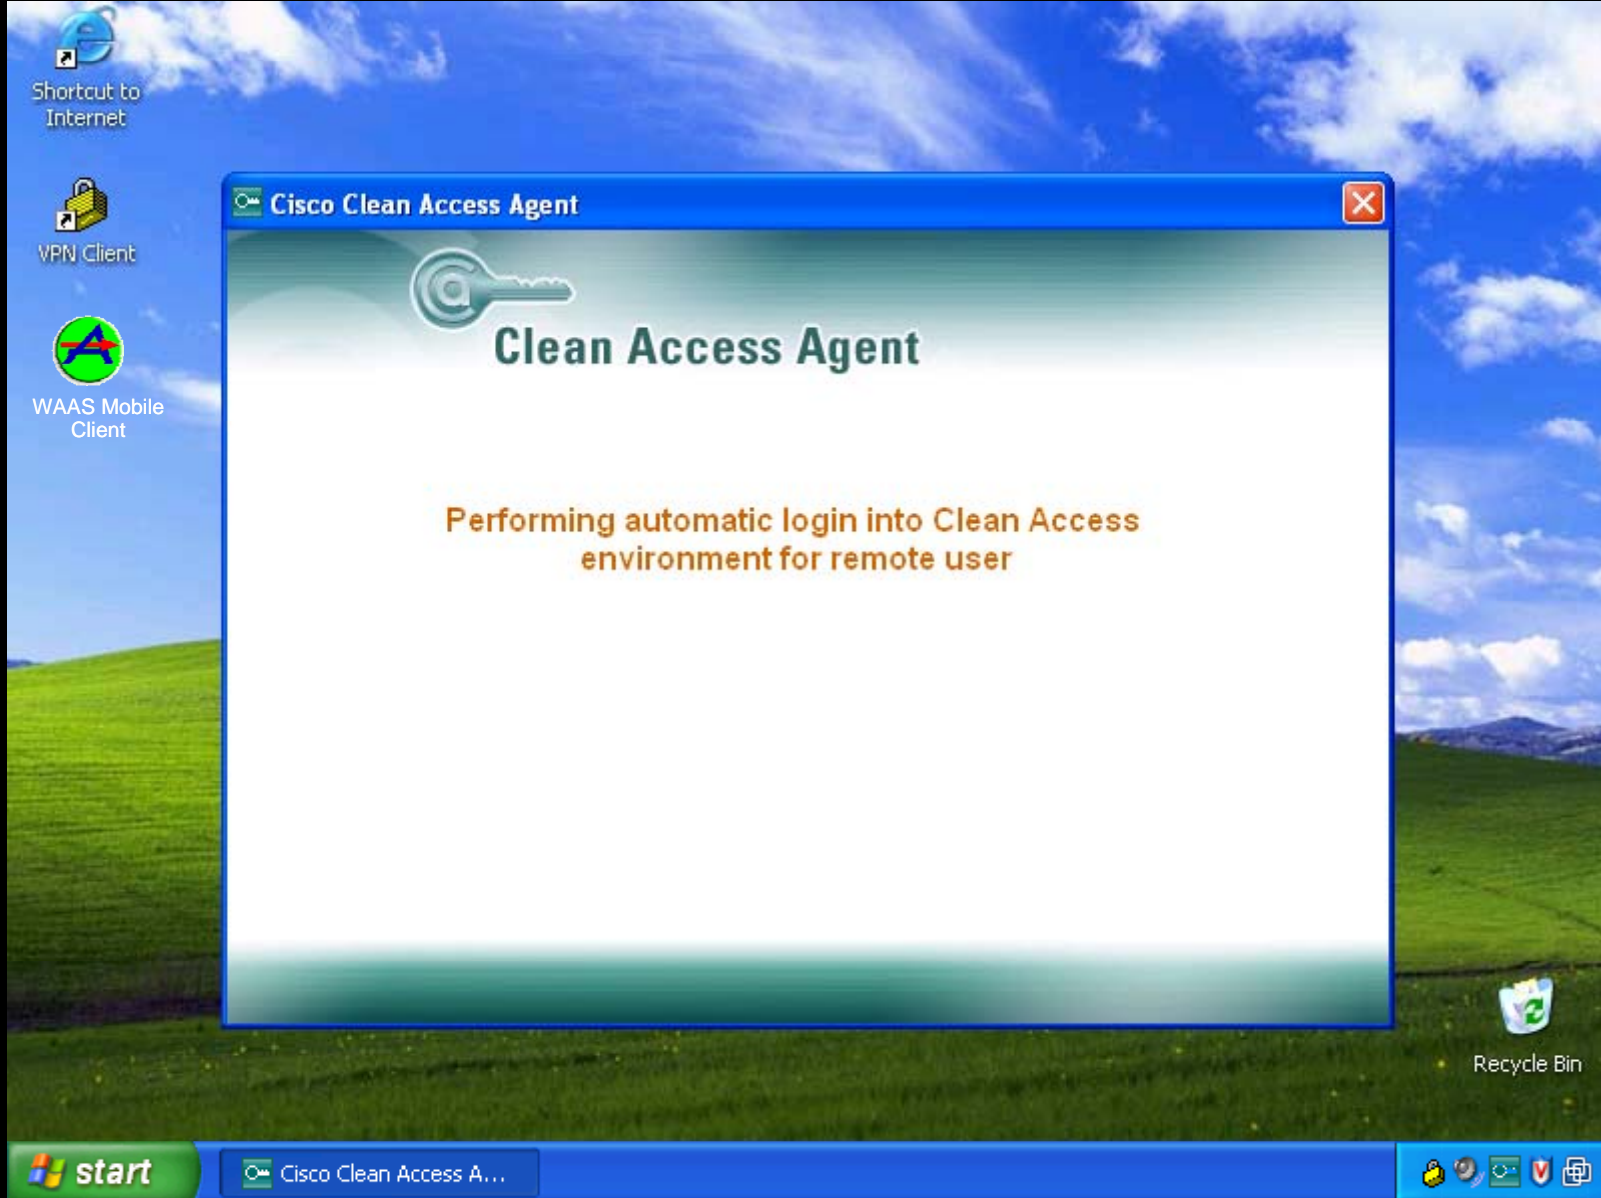 Shortcut to
Internet
VPN Client
WAAS Mobile
Client
Cisco Clean Access Agent
Clean Access Agent
Performing automatic login into Clean Access
environment for remote user
Recycle Bin
start
Cisco Clean Access A...